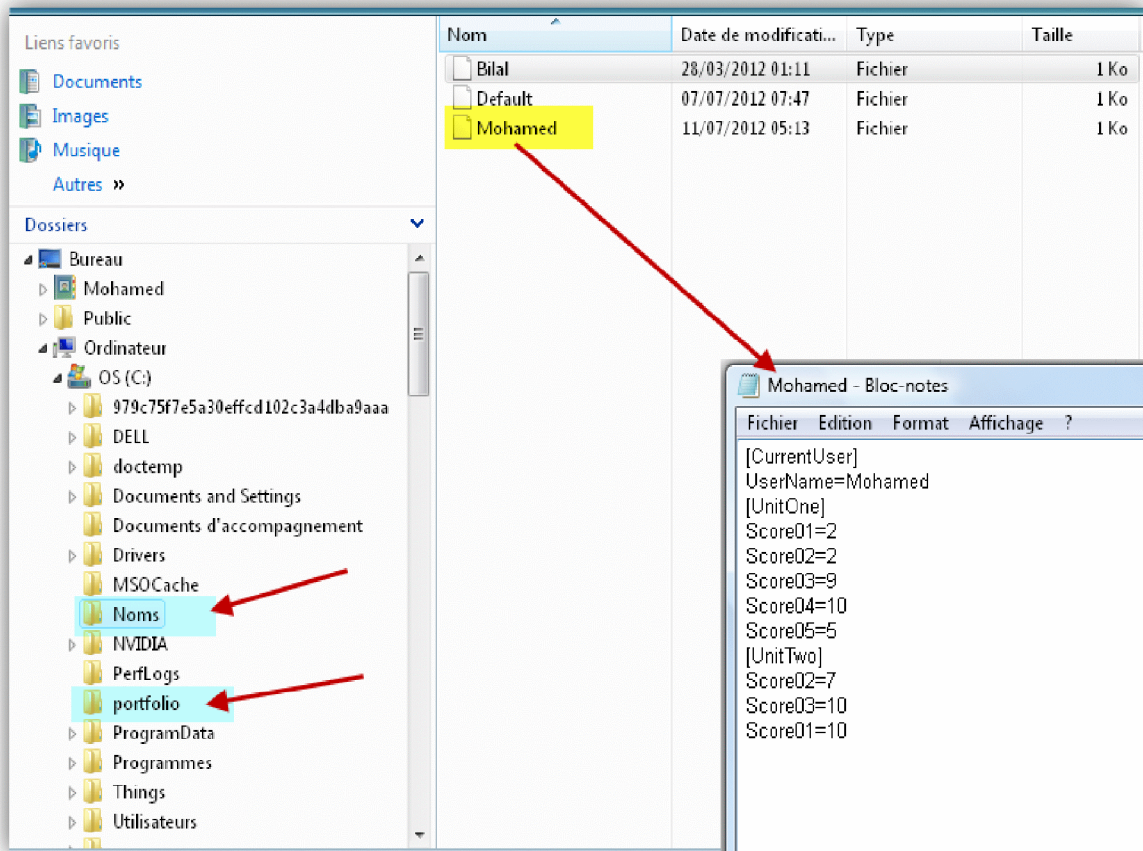 Liens favoris
Documents
Images
Musique
Autres »
Dossiers
Bureau
Mohamed
Public
Ordinateur
OS (C:)
979c75f7e5a30effcd102c3a4dba9aaa
DELL
doctemp
Documents and Settings
Documents d'accompagnement
Drivers
MSOCache
Noms
NVIDIA
PerfLogs
portfolio
ProgramData
Programmes
Things
Utilisateurs
Nom Date de modificati... Type Taille
Bilal 28/03/2012 01:11 Fichier 1 Ko
Default 07/07/2012 07:47 Fichier 1 Ko
Mohamed 11/07/2012 05:13 Fichier 1 Ko
Mohamed - Bloc-notes
Fichier Edition Format Affichage ?
[CurrentUser]
UserName=Mohamed
[UnitOne]
Score01=2
Score02=2
Score03=9
Score04=10
Score05=5
[UnitTwo]
Score02=7
Score03=10
Score01=10